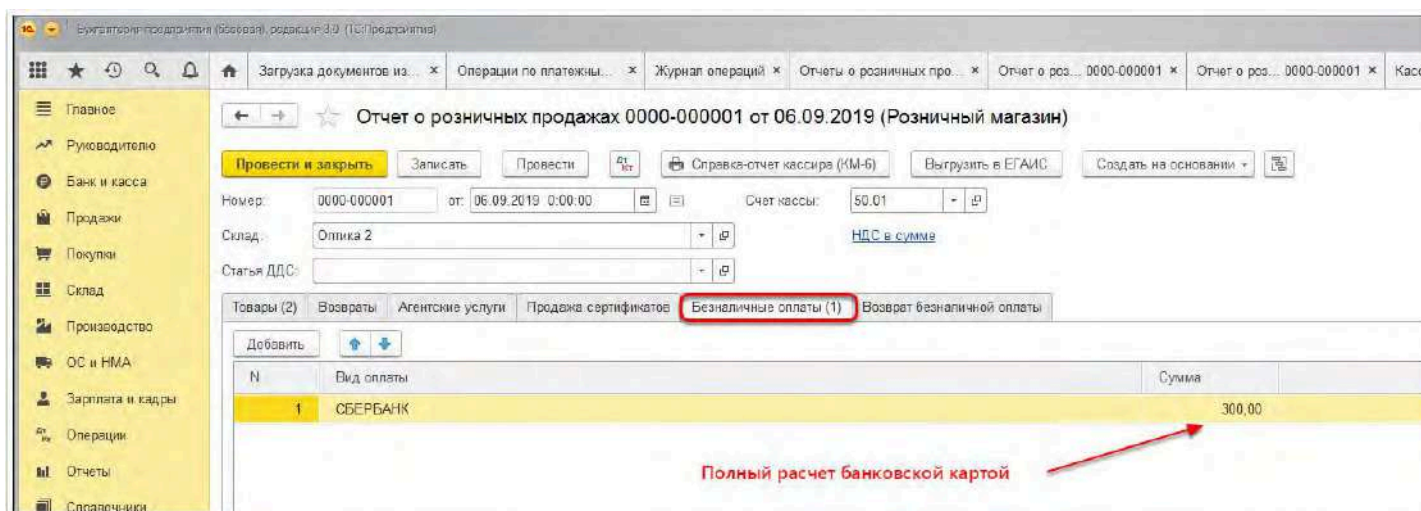 Бухгалтерия предприятия (базовая), редакция 3.0 (1С:Предприятие)
Загрузка документов из... × Операции по платежны... × Журнал операций × Отчеты о розничных про... × Отчет о роз... 0000-000001 × Отчет о роз... 0000-000001 × Касс
Главное
Отчет о розничных продажах 0000-000001 от 06.09.2019 (Розничный магазин)
Руководителю
Провести и закрыть Записать Провести Дт Кт Справка-отчет кассира (КМ-6) Выгрузить в ЕГАИС Создать на основании
Банк и касса
Номер: 0000-000001 от: 06.09.2019 0:00:00 Счет кассы: 50.01
Продажи
Склад: Оптика 2 НДС в сумме
Покупки
Статья ДДС:
Склад
Товары (2) Возвраты Агентские услуги Продажа сертификатов Безналичные оплаты (1) Возврат безналичной оплаты
Производство
Добавить
ОС и НМА
N Вид оплаты Сумма
Зарплата и кадры
1 СБЕРБАНК 300,00
Операции
Отчеты
Полный расчет банковской картой
Справочники